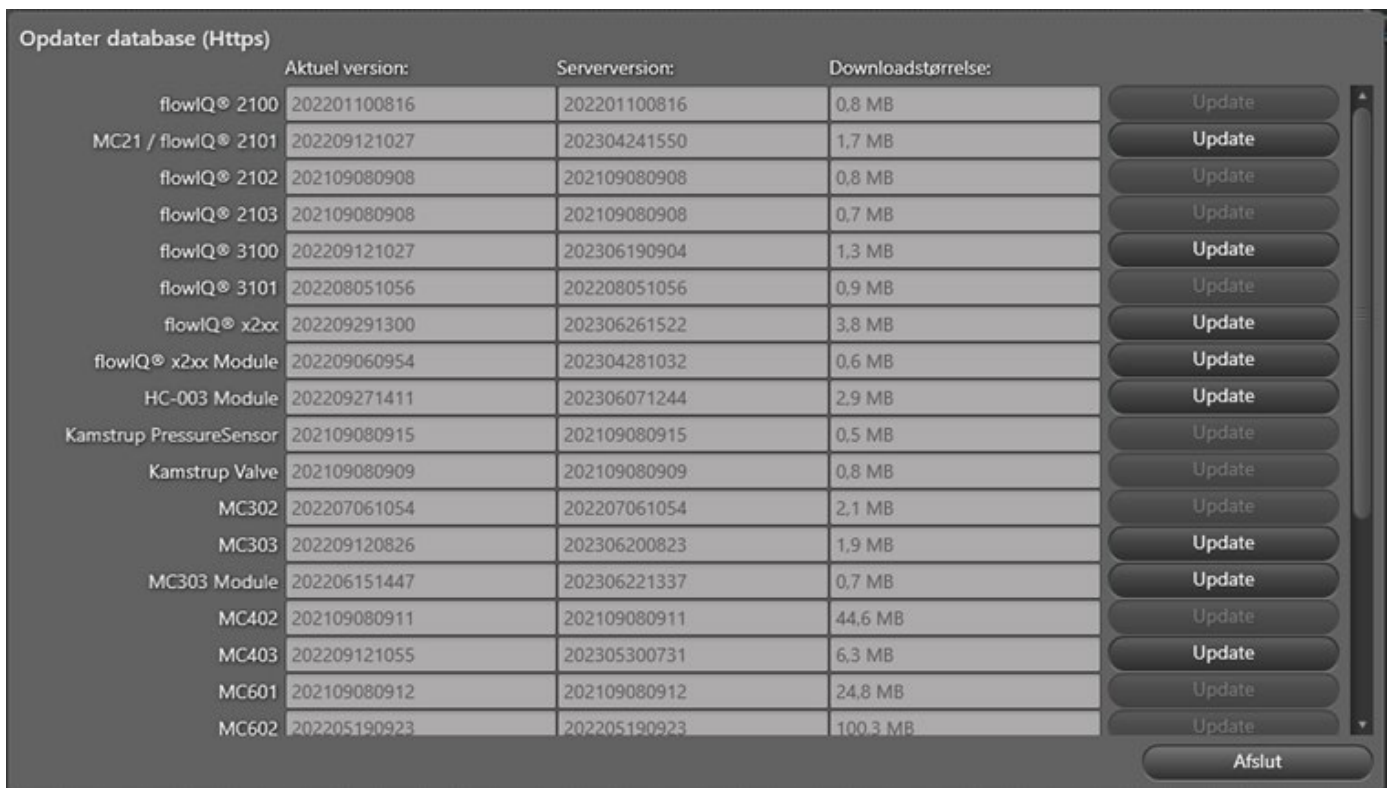 Opdater database (Https)
Aktuel version: Serverversion: Downloadstørrelse:
flowIQ® 2100 202201100816 202201100816 0,8 MB Update
MC21 / flowIQ® 2101 202209121027 202304241550 1,7 MB Update
flowIQ® 2102 202109080908 202109080908 0,8 MB Update
flowIQ® 2103 202109080908 202109080908 0,7 MB Update
flowIQ® 3100 202209121027 202306190904 1,3 MB Update
flowIQ® 3101 202208051056 202208051056 0,9 MB Update
flowIQ® x2xx 202209291300 202306261522 3,8 MB Update
flowIQ® x2xx Module 202209060954 202304281032 0,6 MB Update
HC-003 Module 202209271411 202306071244 2,9 MB Update
Kamstrup PressureSensor 202109080915 202109080915 0,5 MB Update
Kamstrup Valve 202109080909 202109080909 0,8 MB Update
MC302 202207061054 202207061054 2,1 MB Update
MC303 202209120826 202306200823 1,9 MB Update
MC303 Module 202206151447 202306221337 0,7 MB Update
MC402 202109080911 202109080911 44,6 MB Update
MC403 202209121055 202305300731 6,3 MB Update
MC601 202109080912 202109080912 24,8 MB Update
MC602 202205190923 202205190923 100,3 MB Update
Afslut